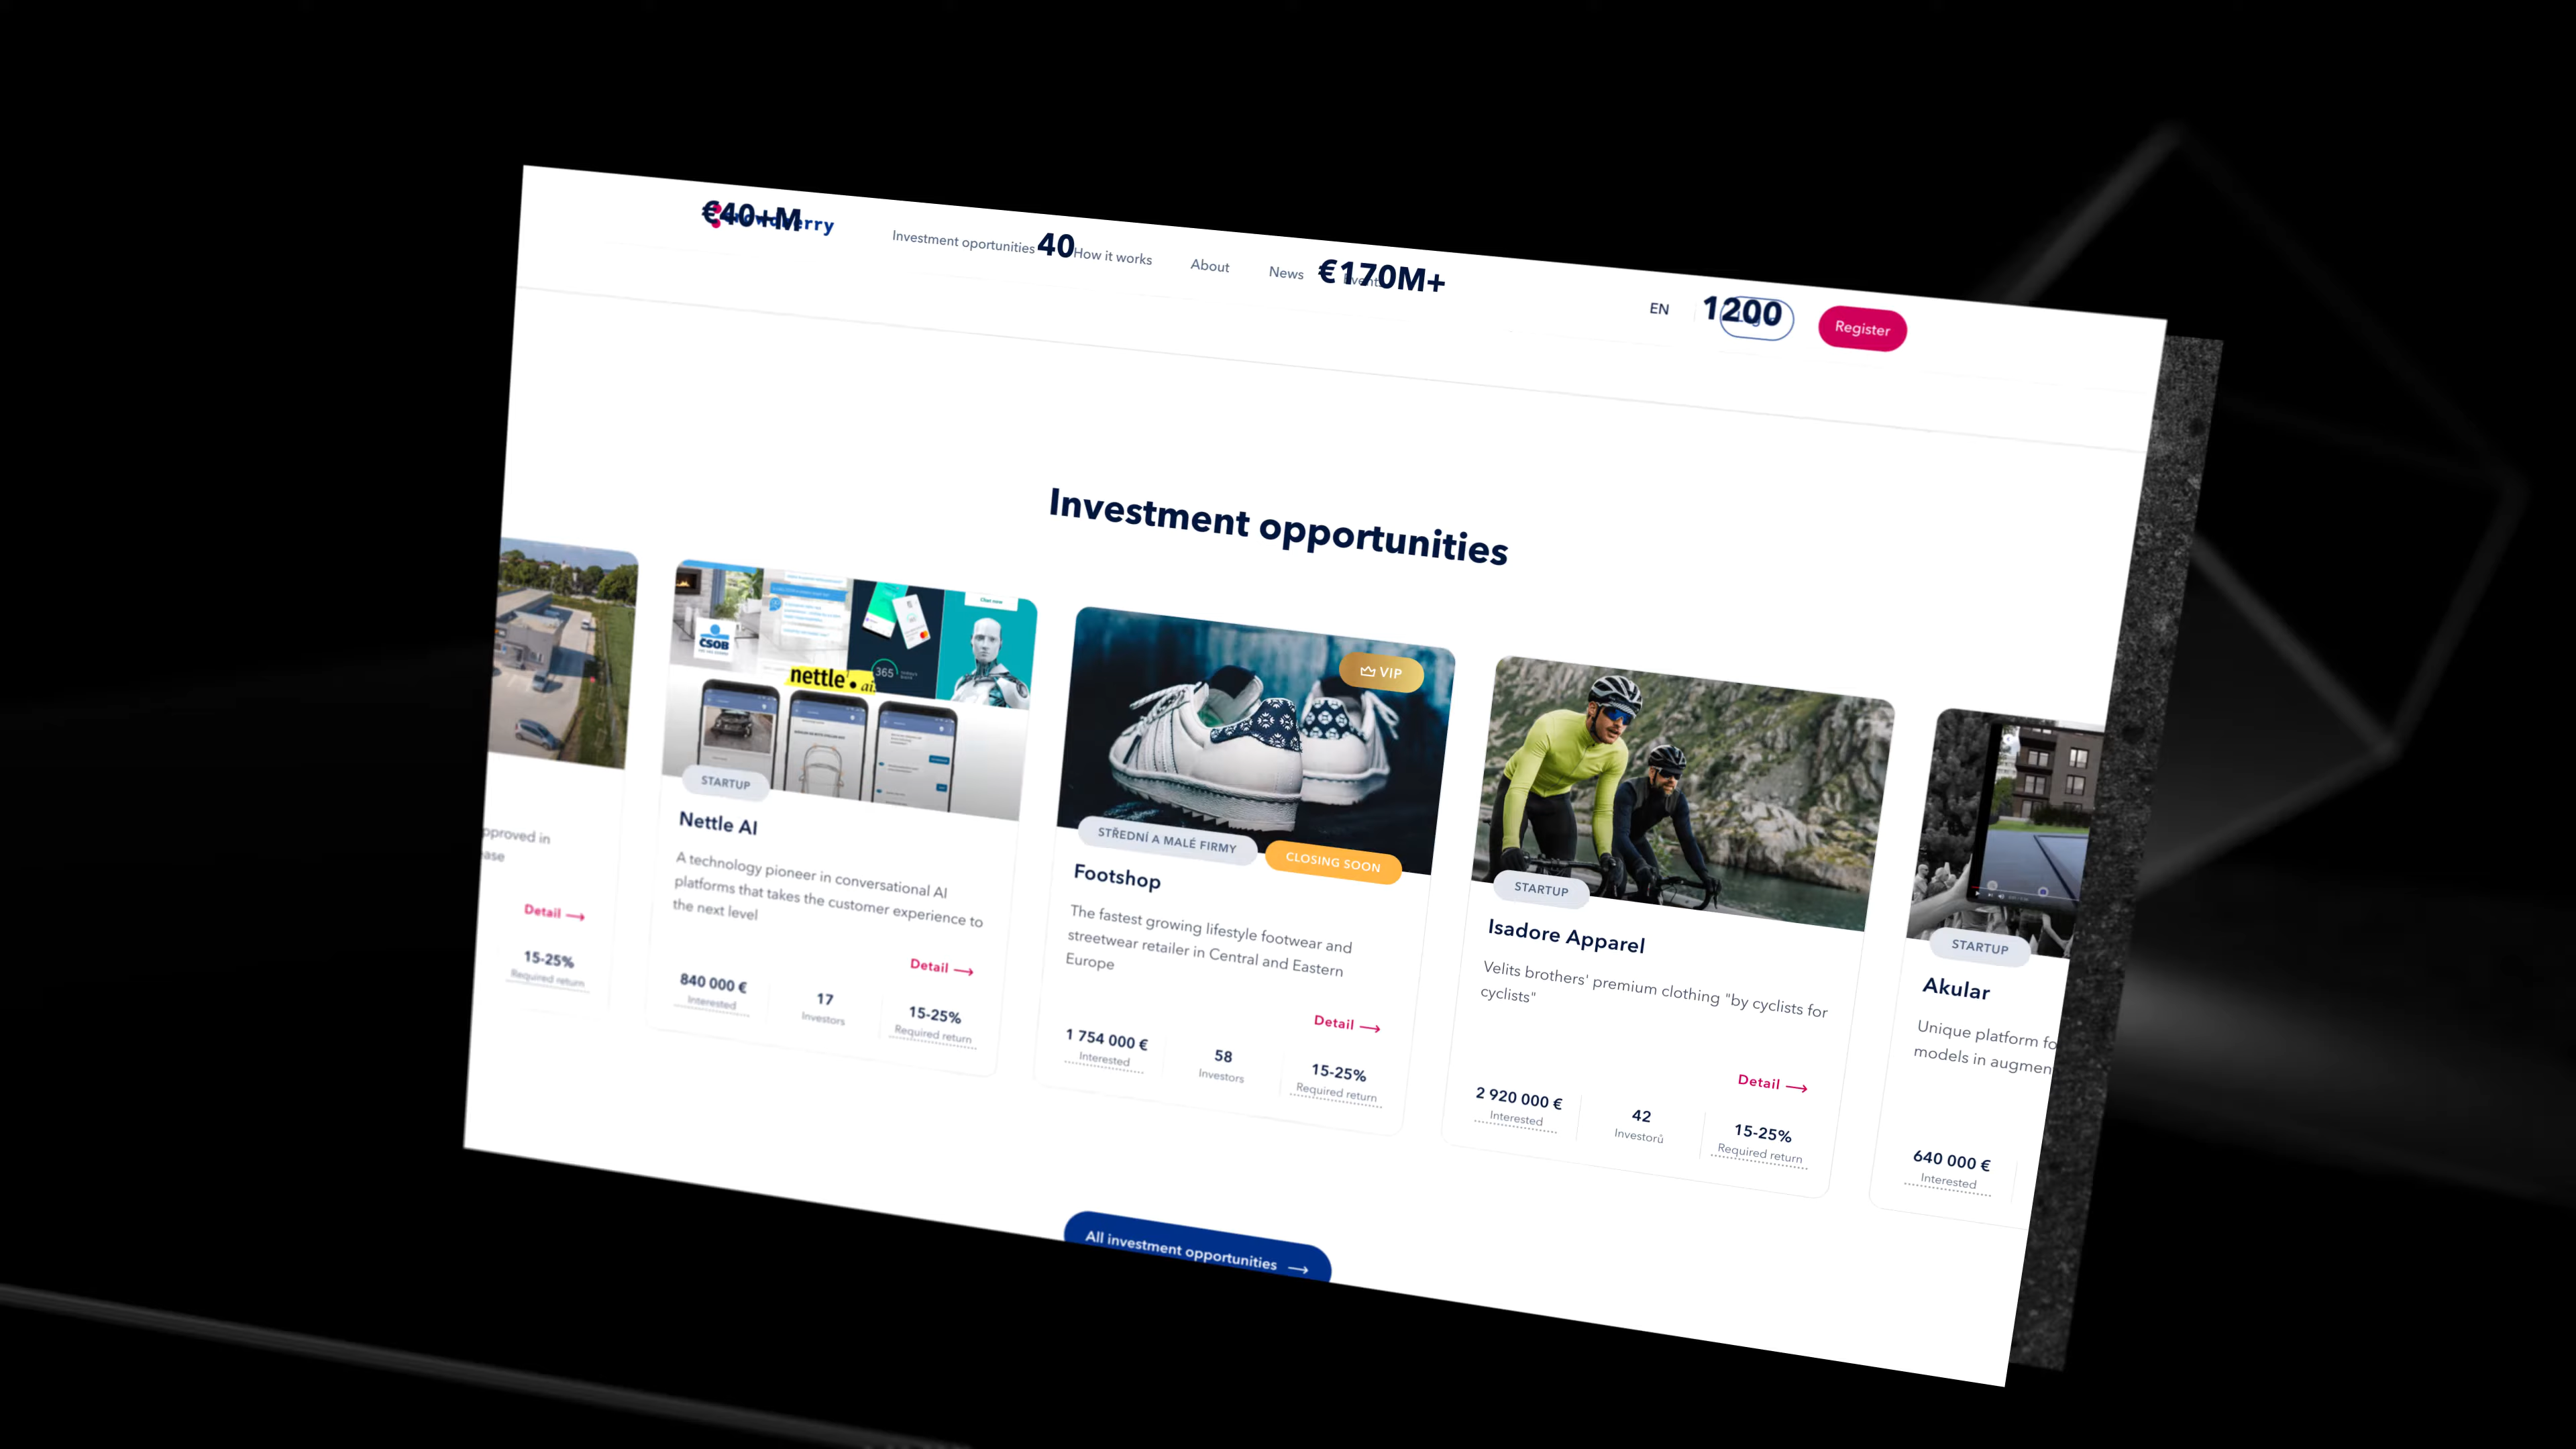 €40+M
Investment oportunities
40
How it works
About
News
€170M+
EN
1200
Register
Investment opportunities
ČSOB
nettle
ai
365
Chat now
VIP
STARTUP
Nettle AI
A technology pioneer in conversational AI
platforms that takes the customer experience to
the next level
Detail
840 000 €
Interested
17
Investors
15-25%
Required return
STŘEDNÍ A MALÉ FIRMY
CLOSING SOON
Footshop
The fastest growing lifestyle footwear and
streetwear retailer in Central and Eastern
Europe
Detail
1 754 000 €
Interested
58
Investors
15-25%
Required return
STARTUP
Isadore Apparel
Velits brothers' premium clothing "by cyclists for
cyclists"
Detail
2 920 000 €
Interested
42
Investorů
15-25%
Required return
STARTUP
Akular
Unique platform fo
models in augmen
640 000 €
Interested
pproved in
ase
Detail
15-25%
Required return
All investment opportunities